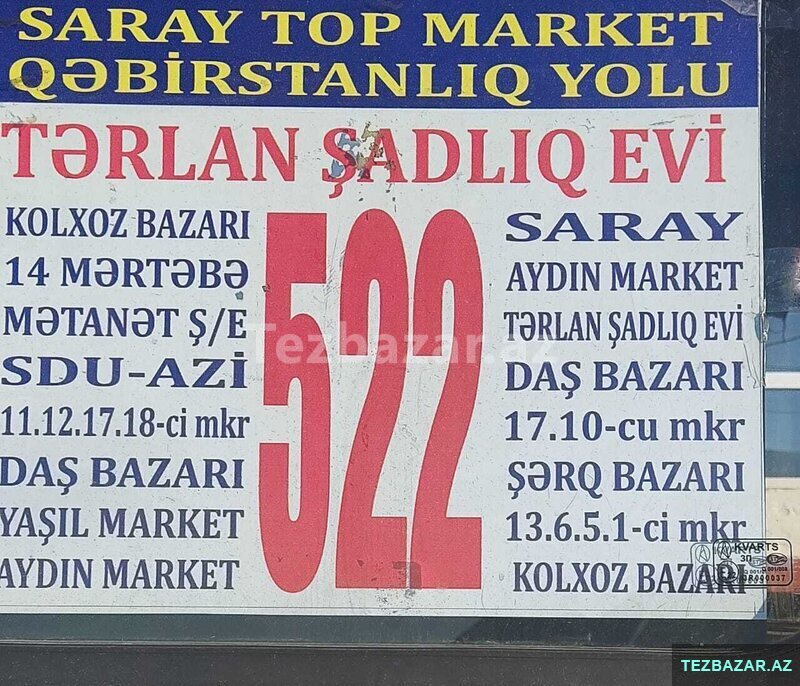 SARAY TOP MARKET
QƏBİRSTANLIQ YOLU
TƏRLAN ŞADLIQ EVİ
KOLXOZ BAZARI
14 MƏRTƏBƏ
MƏTANƏT Ş/E
SDU-AZİ
11.12.17.18-ci mkr
DAŞ BAZARI
YAŞIL MARKET
AYDIN MARKET
522
SARAY
AYDIN MARKET
TƏRLAN ŞADLIQ EVİ
DAŞ BAZARI
17.10-cu mkr
ŞƏRQ BAZARI
13.6.5.1-ci mkr
KOLXOZ BAZARI
Tezbazar.az
KVARTS
TEZBAZAR.AZ